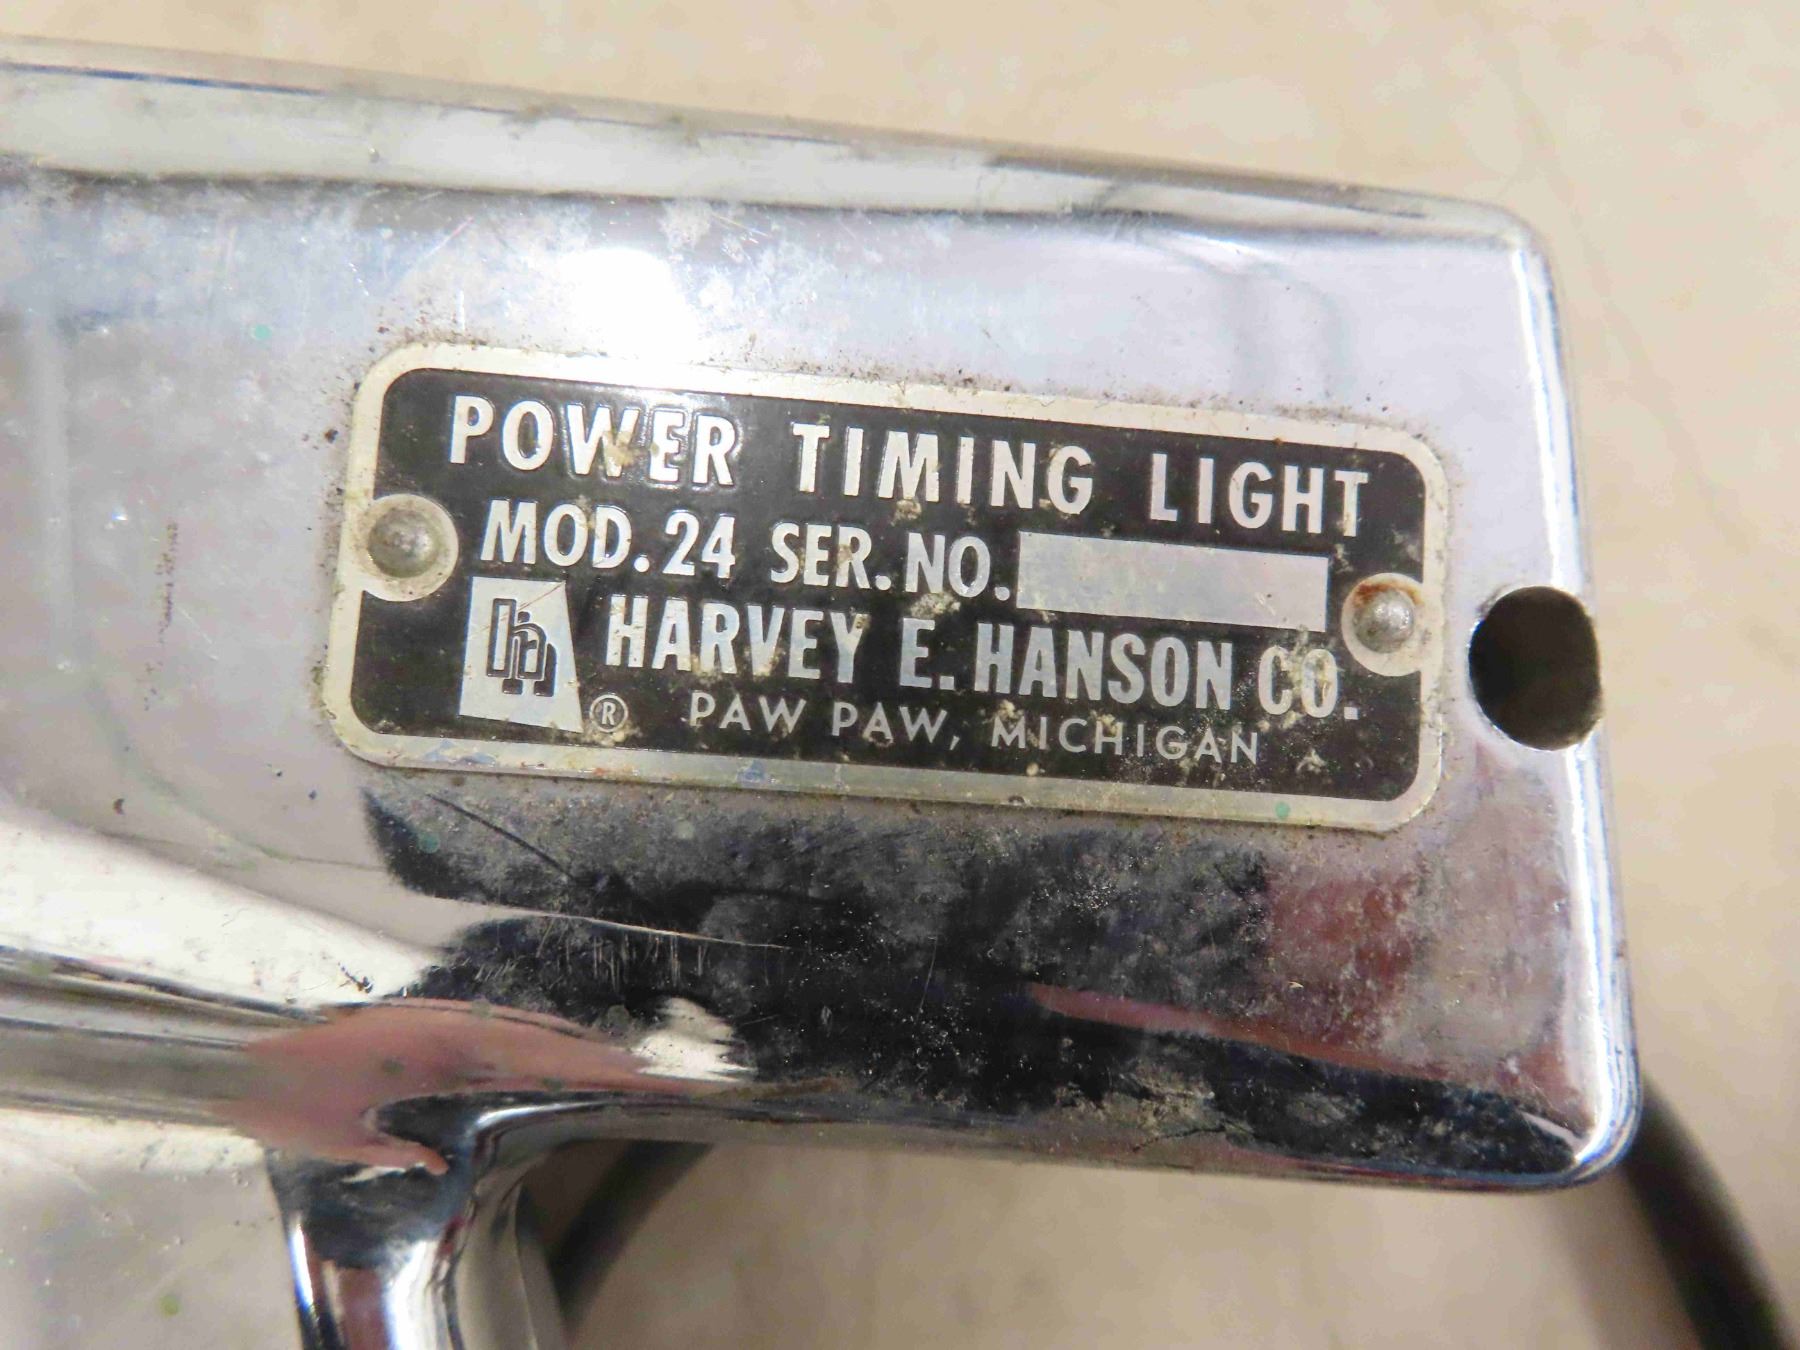 POWER TIMING LIGHT
MOD. 24 SER. NO.
HARVEY E. HANSON CO.
® PAW PAW, MICHIGAN